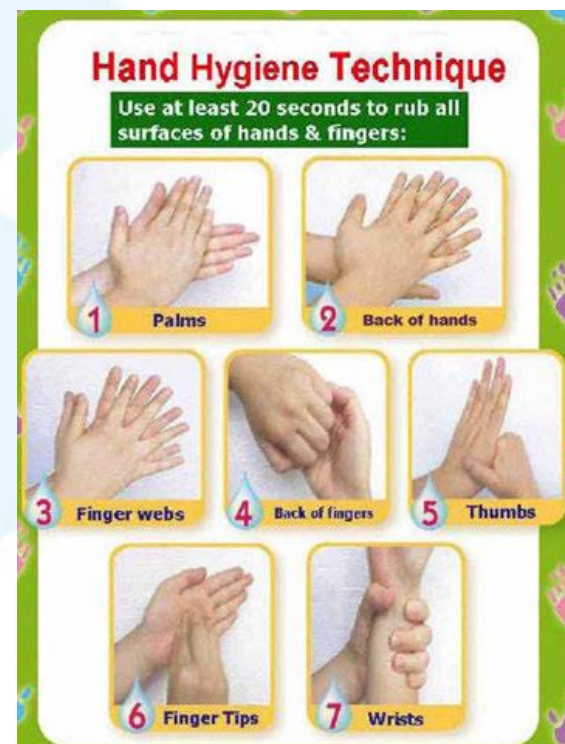 Hand Hygiene Technique
Use at least 20 seconds to rub all
surfaces of hands & fingers:
1 Palms
2 Back of hands
3 Finger webs
4 Back of fingers
5 Thumbs
6 Finger Tips
7 Wrists